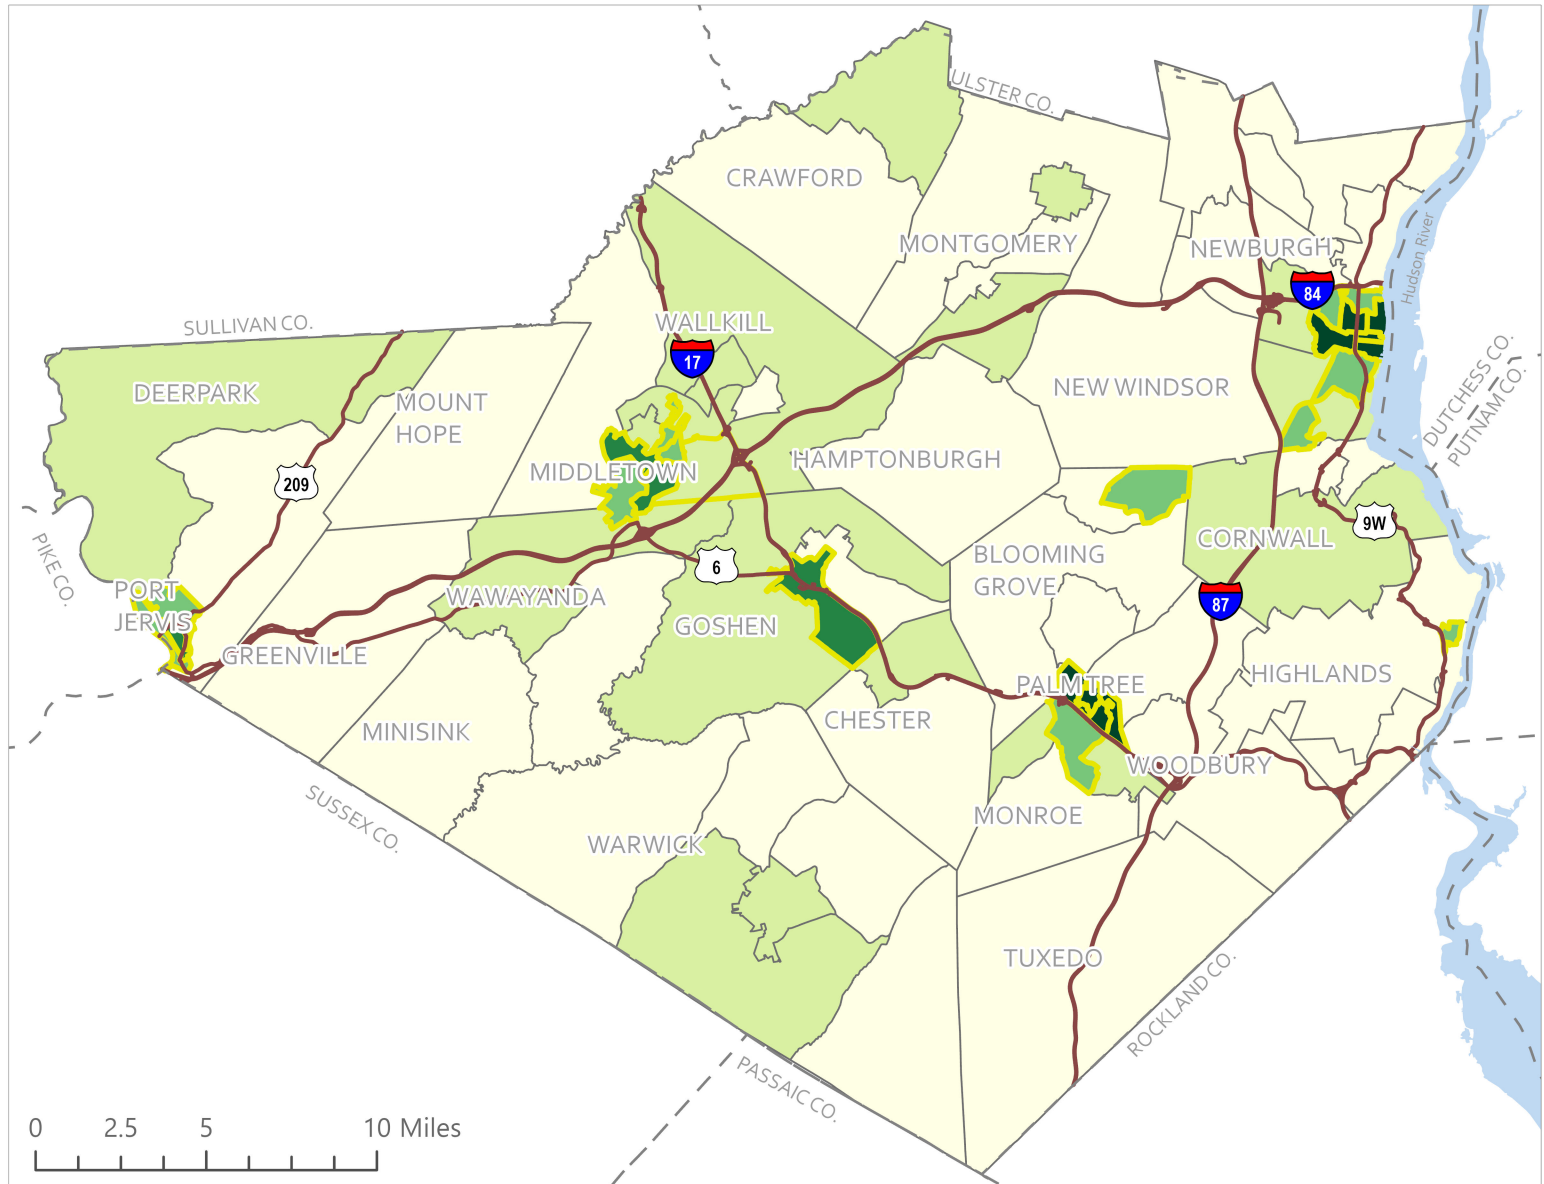 ULSTER CO.
CRAWFORD
MONTGOMERY
NEWBURGH
Hudson River
84
SULLIVAN CO.
WALLKILL
17
DEERPARK
MOUNT
HOPE
NEW WINDSOR
DUTCHESS CO.
PUTNAM CO.
209
MIDDLETOWN
HAMPTONBURGH
9W
PIKE CO.
6
BLOOMING
GROVE
CORNWALL
PORT
JERVIS
WAWAYANDA
GOSHEN
87
GREENVILLE
PALM TREE
HIGHLANDS
MINISINK
CHESTER
WOODBURY
SUSSEX CO.
WARWICK
MONROE
TUXEDO
ROCKLAND CO.
PASSAIC CO.
0 2.5 5 10 Miles